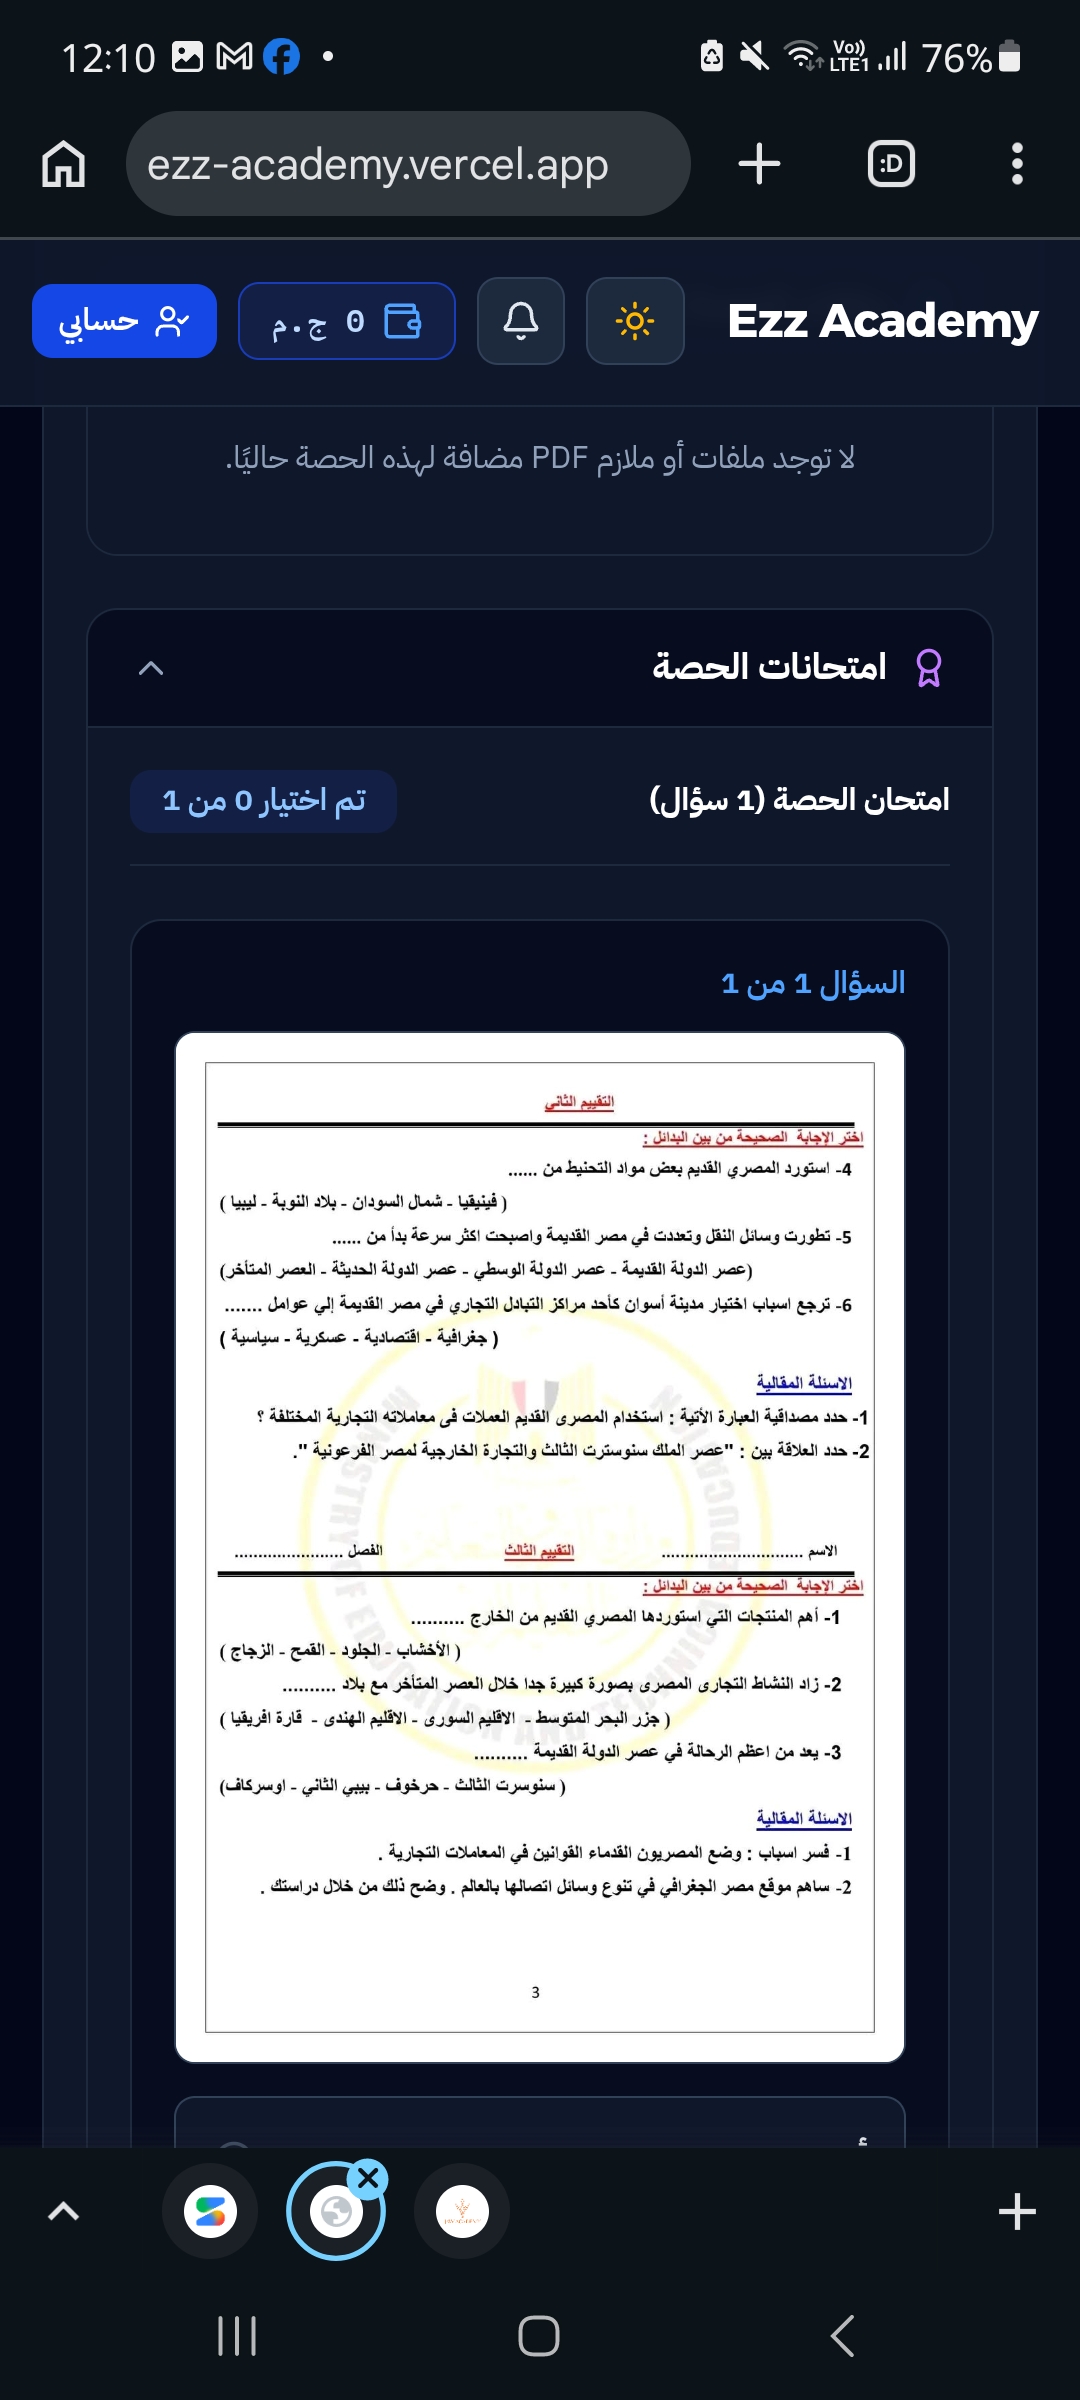 12:10
Vo))
LTE1
76%
ezz-academy.vercel.app
:D
Ezz Academy
0 ج.م
حسابي
لا توجد ملفات أو ملازم PDF مضافة لهذه الحصة حاليًا.
امتحانات الحصة
امتحان الحصة (1 سؤال)
تم اختيار 0 من 1
السؤال 1 من 1
التقييم الثاني
اختر الإجابة الصحيحة من بين البدائل :
4- استورد المصري القديم بعض مواد التحنيط من ......
( فينيقيا - شمال السودان - بلاد النوبة - ليبيا )
5- تطورت وسائل النقل وتعددت في مصر القديمة واصبحت اكثر سرعة بدأ من ......
(عصر الدولة القديمة - عصر الدولة الوسطي - عصر الدولة الحديثة - العصر المتأخر)
6- ترجع اسباب اختيار مدينة أسوان كأحد مراكز التبادل التجاري في مصر القديمة إلي عوامل .......
( جغرافية - اقتصادية - عسكرية - سياسية )
الاسئلة المقالية
1- حدد مصداقية العبارة الأتية : استخدام المصرى القديم العملات فى معاملاته التجارية المختلفة ؟
2- حدد العلاقة بين : "عصر الملك سنوسترت الثالث والتجارة الخارجية لمصر الفرعونية ".
الاسم .............................. التقييم الثالث الفصل .......................
اختر الإجابة الصحيحة من بين البدائل :
1- أهم المنتجات التي استوردها المصري القديم من الخارج ..........
( الأخشاب - الجلود - القمح - الزجاج )
2- زاد النشاط التجارى المصرى بصورة كبيرة جدا خلال العصر المتأخر مع بلاد ..........
( جزر البحر المتوسط - الاقليم السورى - الاقليم الهندى - قارة افريقيا )
3- يعد من اعظم الرحالة في عصر الدولة القديمة ..........
( سنوسرت الثالث - حرخوف - بيبي الثاني - اوسركاف)
الاسئلة المقالية
1- فسر اسباب : وضع المصريون القدماء القوانين في المعاملات التجارية .
2- ساهم موقع مصر الجغرافي في تنوع وسائل اتصالها بالعالم . وضح ذلك من خلال دراستك .
3